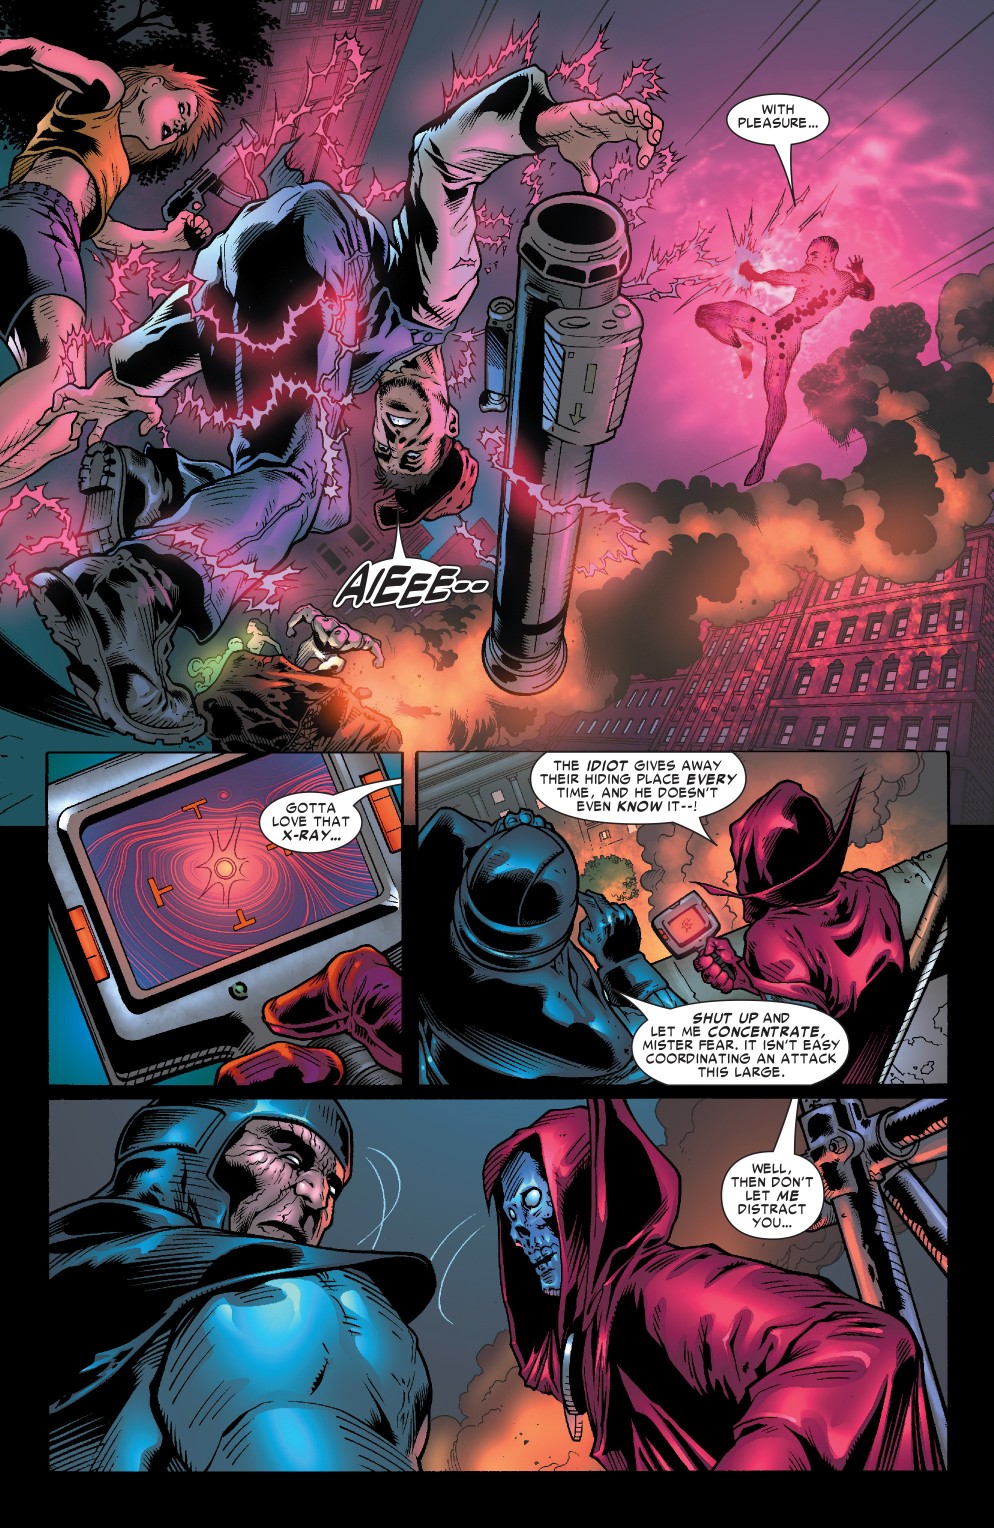 WITH
PLEASURE...
AIEEE--
GOTTA
LOVE THAT
X-RAY...
THE IDIOT GIVES AWAY
THEIR HIDING PLACE EVERY
TIME, AND HE DOESN'T
EVEN KNOW IT--!
SHUT UP AND
LET ME CONCENTRATE,
MISTER FEAR. IT ISN'T EASY
COORDINATING AN ATTACK
THIS LARGE.
WELL,
THEN DON'T
LET ME
DISTRACT
YOU...